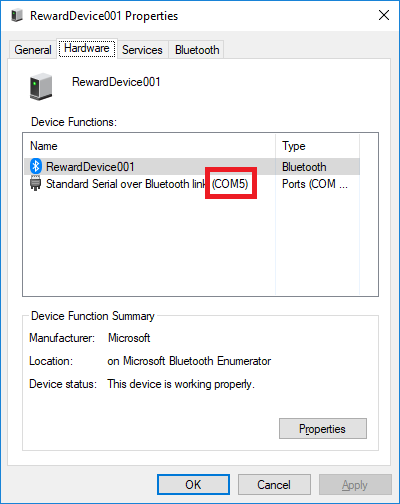 RewardDevice001 Properties
General Hardware Services Bluetooth
RewardDevice001
Device Functions:
Name Type
RewardDevice001 Bluetooth
Standard Serial over Bluetooth link (COM5) Ports (COM ...
Device Function Summary
Manufacturer: Microsoft
Location: on Microsoft Bluetooth Enumerator
Device status: This device is working properly.
Properties
OK Cancel Apply